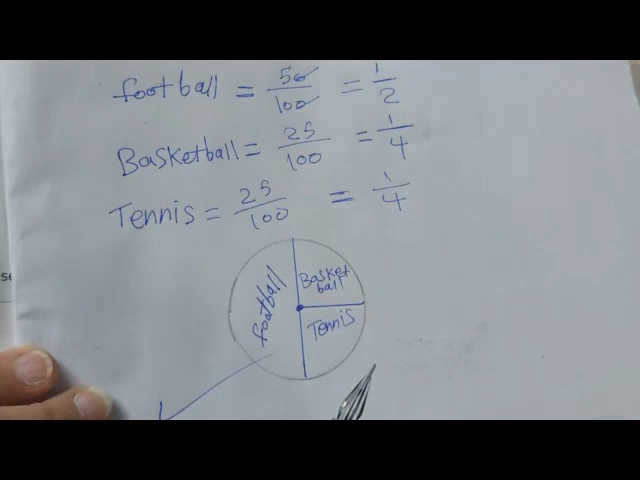 football = 50/100 = 1/2
Basketball = 25/100 = 1/4
Tennis = 25/100 = 1/4
football
Basket
ball
Tennis
se